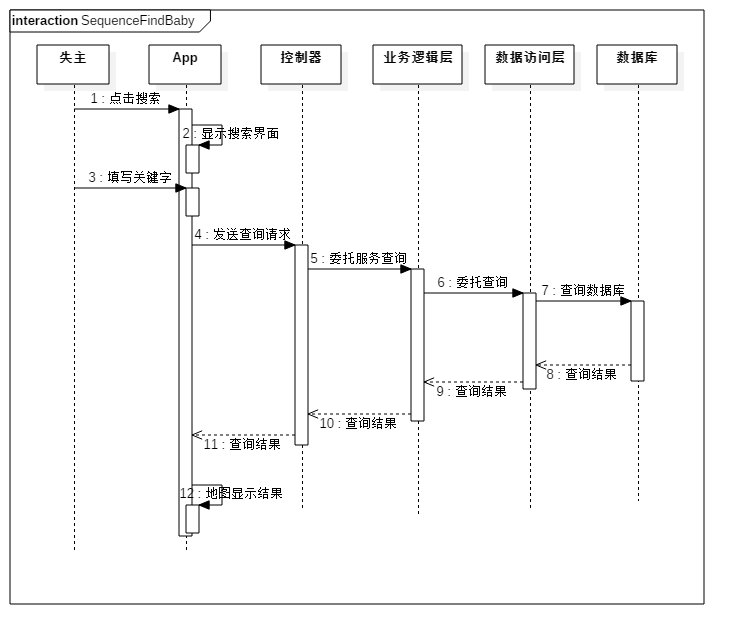 interaction SequenceFindBaby
失主
App
控制器
业务逻辑层
数据访问层
数据库
1 : 点击搜索
2 : 显示搜索界面
3 : 填写关键字
4 : 发送查询请求
5 : 委托服务查询
6 : 委托查询
7 : 查询数据库
8 : 查询结果
9 : 查询结果
10 : 查询结果
11 : 查询结果
12 : 地图显示结果